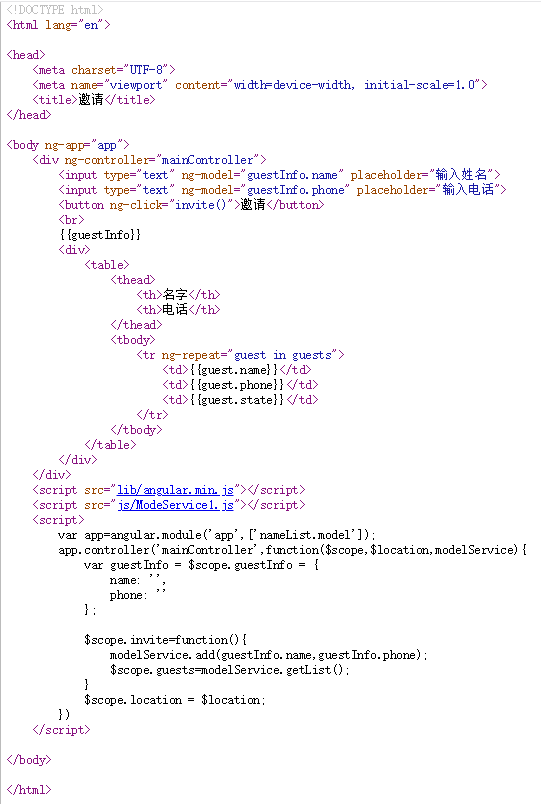 <!DOCTYPE html>
<html lang="en">

<head>
    <meta charset="UTF-8">
    <meta name="viewport" content="width=device-width, initial-scale=1.0">
    <title>邀请</title>
</head>

<body ng-app="app">
    <div ng-controller="mainController">
        <input type="text" ng-model="guestInfo.name" placeholder="输入姓名">
        <input type="text" ng-model="guestInfo.phone" placeholder="输入电话">
        <button ng-click="invite()">邀请</button>
        <br>
        {{guestInfo}}
        <div>
            <table>
                <thead>
                    <th>名字</th>
                    <th>电话</th>
                </thead>
                <tbody>
                    <tr ng-repeat="guest in guests">
                        <td>{{guest.name}}</td>
                        <td>{{guest.phone}}</td>
                        <td>{{guest.state}}</td>
                    </tr>
                </tbody>
            </table>
        </div>
    </div>
    <script src="lib/angular.min.js"></script>
    <script src="js/ModeService1.js"></script>
    <script>
        var app=angular.module('app',['nameList.model']);
        app.controller('mainController',function($scope,$location,modelService){
            var guestInfo = $scope.guestInfo = {
                name: '',
                phone: ''
            };

            $scope.invite=function(){
                modelService.add(guestInfo.name,guestInfo.phone);
                $scope.guests=modelService.getList();
            }
            $scope.location = $location;
        })
    </script>

</body>

</html>